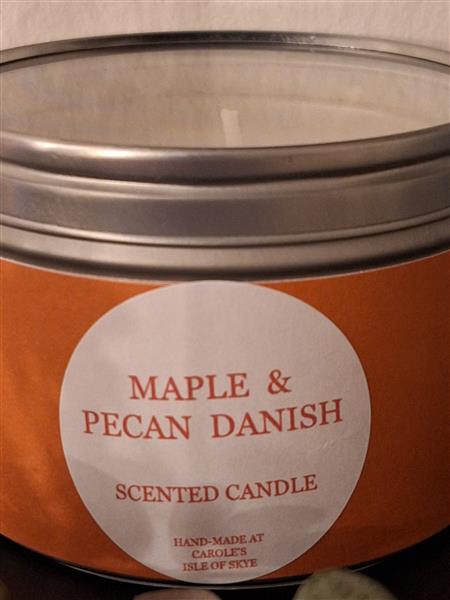 MAPLE &
PECAN DANISH
SCENTED CANDLE
HAND-MADE AT
CAROLE'S
ISLE OF SKYE